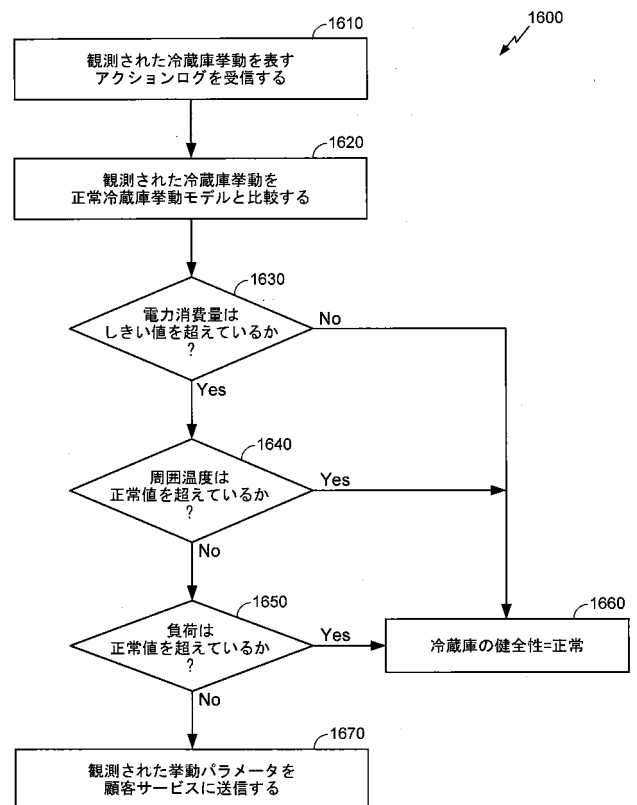 1600
1610
観測された冷蔵庫挙動を表す
アクションログを受信する
1620
観測された冷蔵庫挙動を
正常冷蔵庫挙動モデルと比較する
1630
電力消費量は
しきい値を超えているか
?
No
Yes
1640
周囲温度は
正常値を超えているか
?
Yes
No
1650
負荷は
正常値を超えているか
?
Yes
No
1660
冷蔵庫の健全性=正常
1670
観測された挙動パラメータを
顧客サービスに送信する